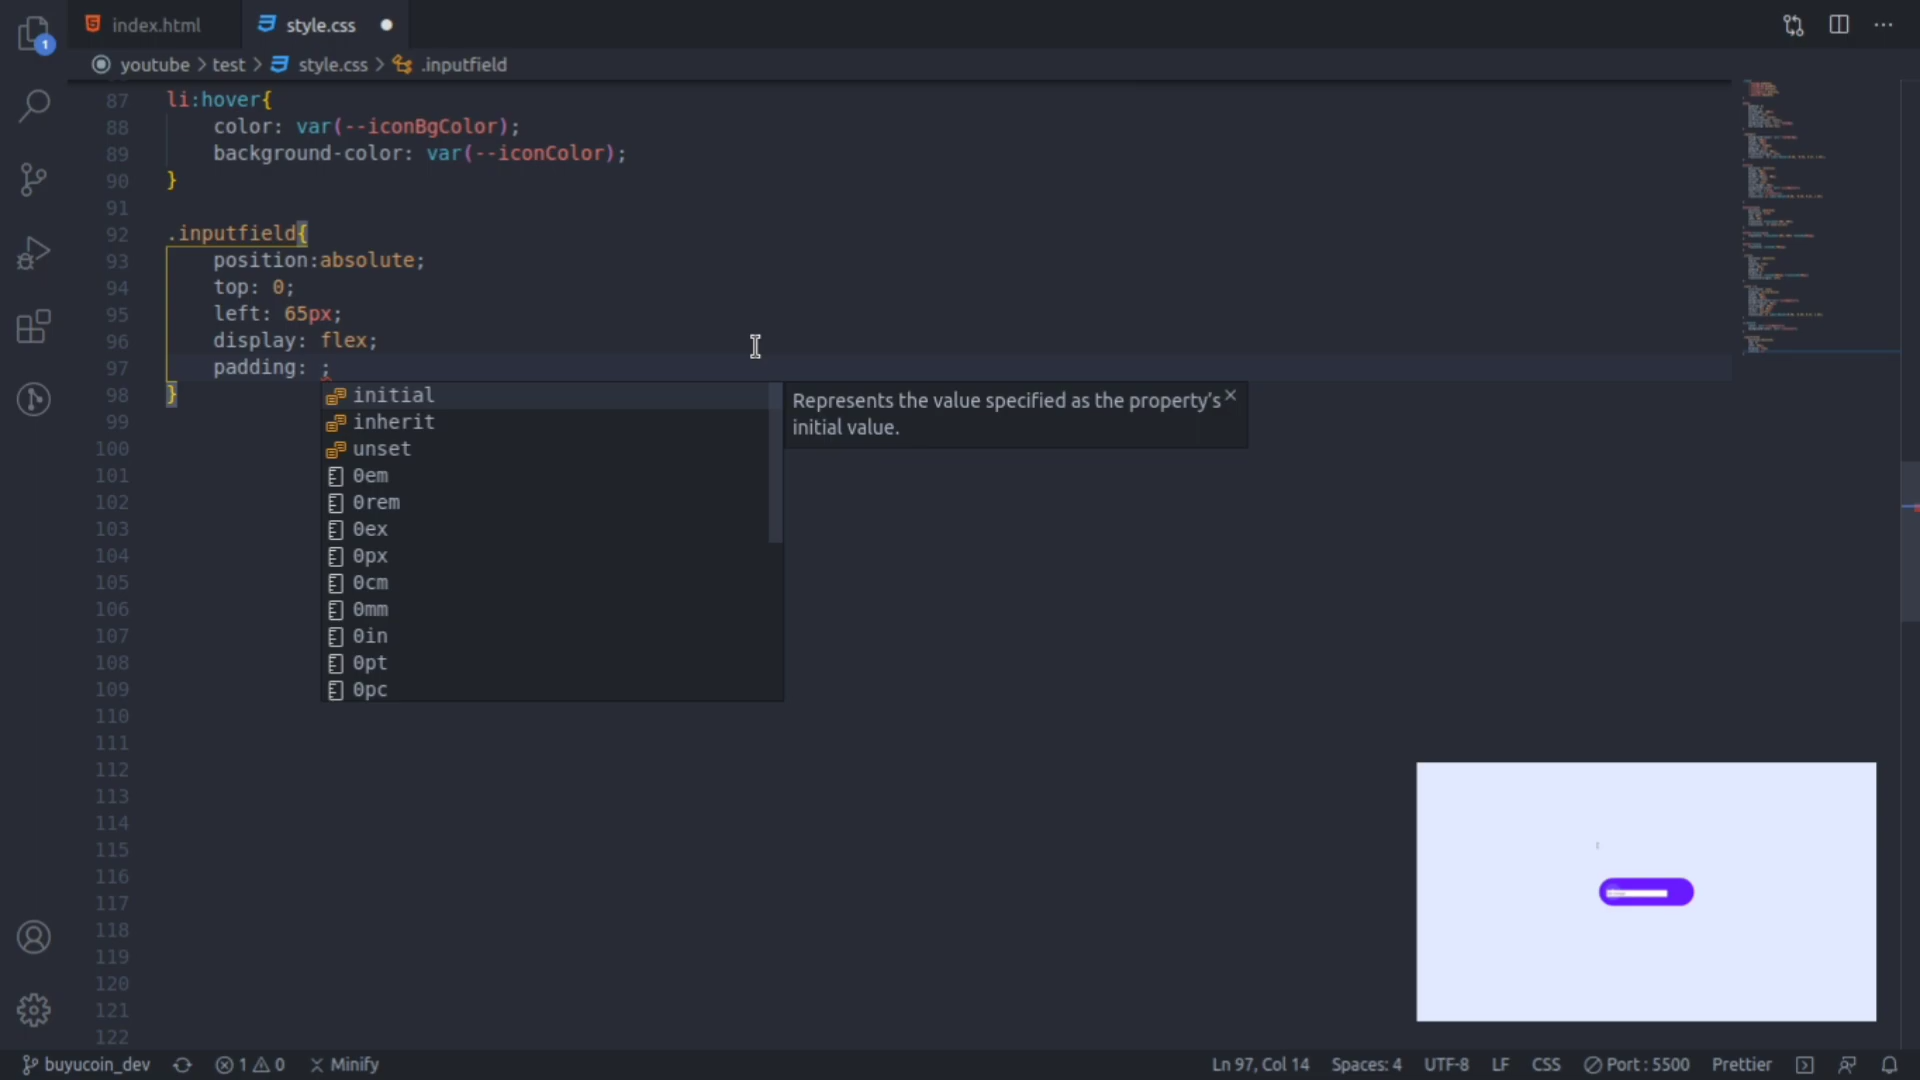 index.html
style.css
1
youtube > test > style.css > .inputfield
87 li:hover{
88 color: var(--iconBgColor);
89 background-color: var(--iconColor);
90 }
91
92 .inputfield{
93 position:absolute;
94 top: 0;
95 left: 65px;
96 display: flex;
97 padding: ;
98 }
initial
Represents the value specified as the property's
initial value.
99 inherit
100 unset
101 0em
102 0rem
103 0ex
104 0px
105 0cm
106 0mm
107 0in
108 0pt
109 0pc
110
111
112
113
114
115
116
117
118
119
120
121
122
buyucoin_dev 1 0 Minify Ln 97, Col 14 Spaces: 4 UTF-8 LF CSS Port : 5500 Prettier